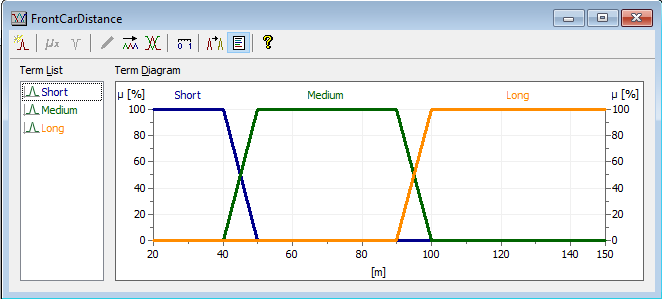 FrontCarDistance
Term List
Short
Medium
Long
Term Diagram
µ [%] Short Medium Long µ [%]
100 100
80 80
60 60
40 40
20 20
0 0
20 40 60 80 100 120 150
[m]